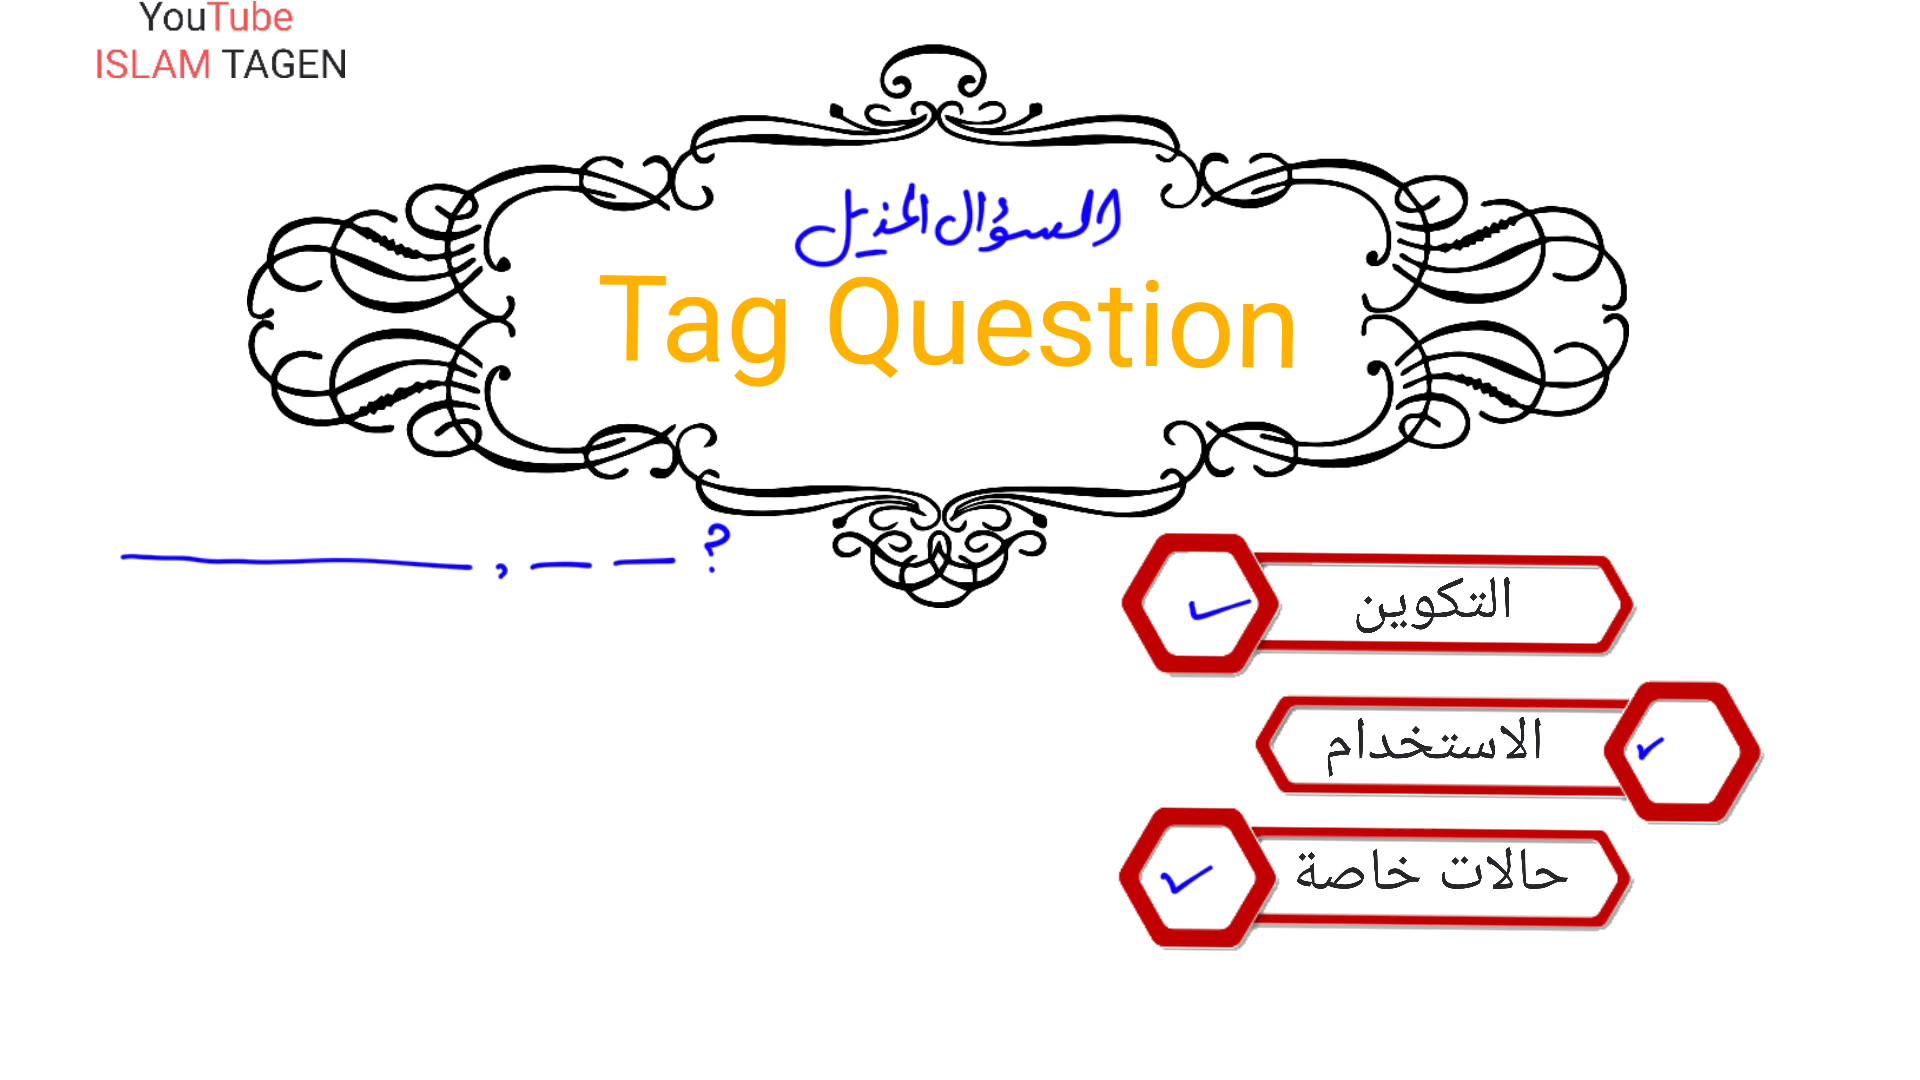 YouTube
ISLAM TAGEN
السؤال المذيل
Tag Question
, ?
التكوين
الاستخدام
حالات خاصة